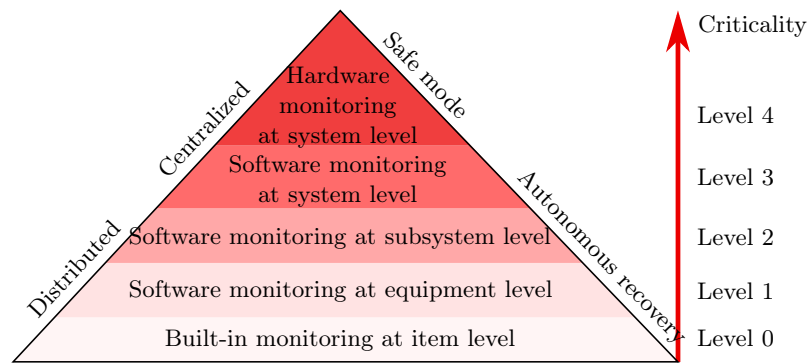 Criticality
Safe mode
Centralized
Hardware
monitoring
at system level
Level 4
Software monitoring
at system level
Level 3
Autonomous recovery
Distributed
Software monitoring at subsystem level
Level 2
Software monitoring at equipment level
Level 1
Built-in monitoring at item level
Level 0